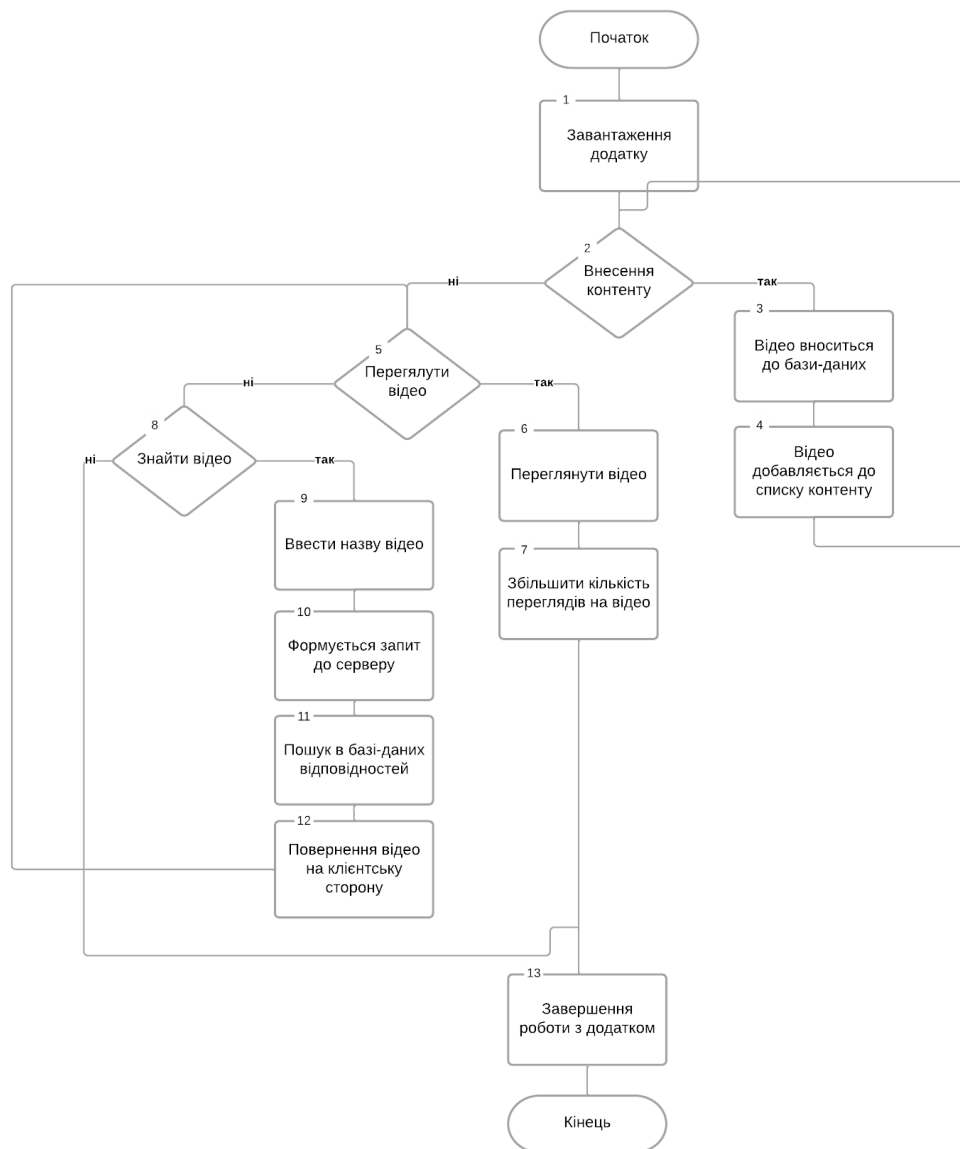 Початок
1
Завантаження
додатку
2
Внесення
контенту
ні
так
3
Відео вноситься
до бази-даних
4
Відео
добавляється до
списку контенту
5
Перегялути
відео
ні
так
6
Переглянути відео
7
Збільшити кількість
переглядів на відео
8
Знайти відео
ні
так
9
Ввести назву відео
10
Формується запит
до серверу
11
Пошук в базі-даних
відповідностей
12
Повернення відео
на клієнтську
сторону
13
Завершення
роботи з додатком
Кінець